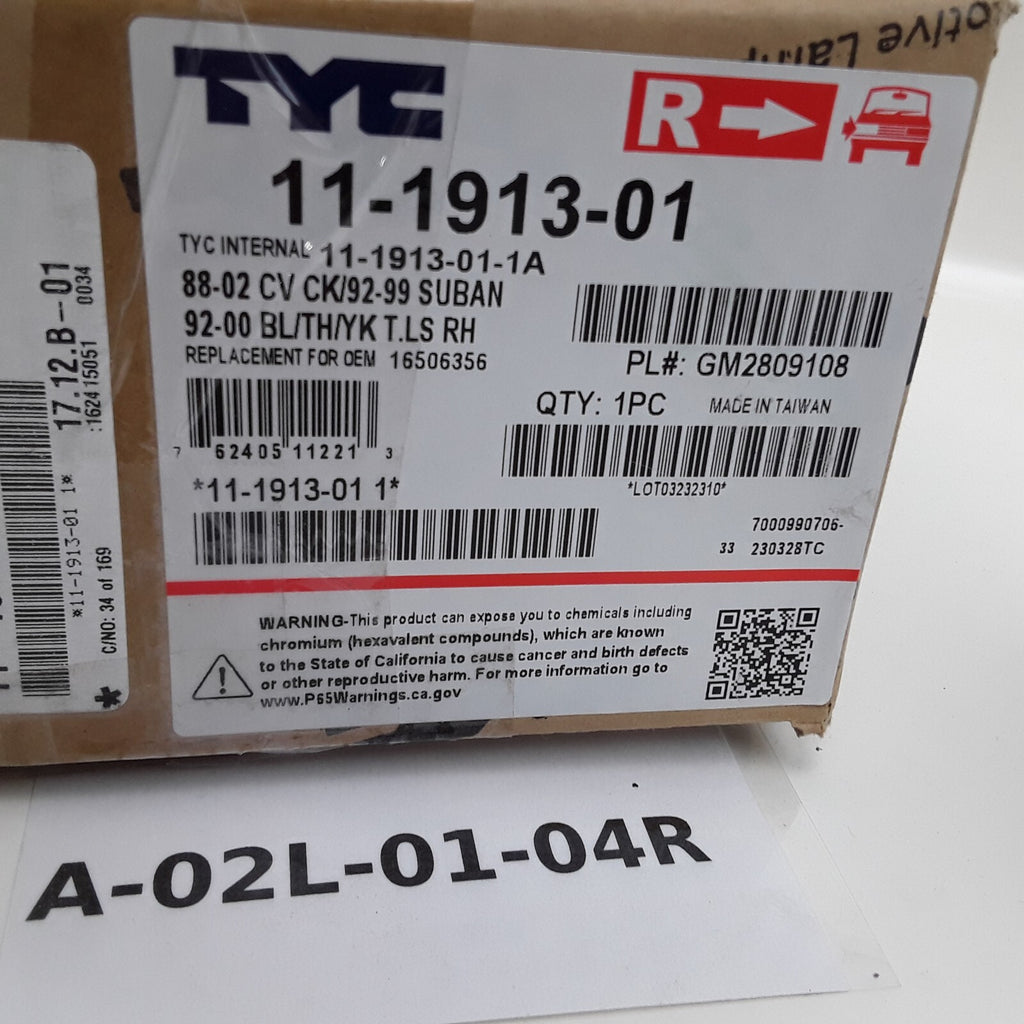 TYC
R
11-1913-01
TYC INTERNAL 11-1913-01-1A
88-02 CV CK/92-99 SUBAN
92-00 BL/TH/YK T.LS RH
REPLACEMENT FOR OEM 16506356
PL#: GM2809108
QTY: 1PC MADE IN TAIWAN
7 62405 11221 3
*LOT03232310*
*11-1913-01 1*
7000990706-
33 230328TC
WARNING-This product can expose you to chemicals including
chromium (hexavalent compounds), which are known
to the State of California to cause cancer and birth defects
or other reproductive harm. For more information go to
www.P65Warnings.ca.gov
17.12.B--01
0034
:162415051
*11-1913-01 1*
C/NO: 34 of 169
*
A-02L-01-04R